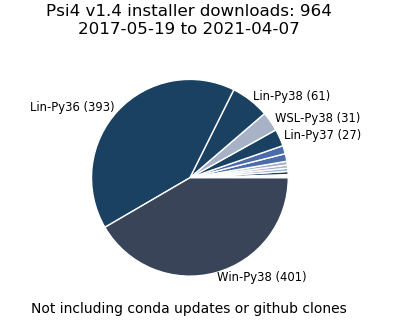 Psi4 v1.4 installer downloads: 964
2017-05-19 to 2021-04-07
Lin-Py38 (61)
Lin-Py36 (393)
WSL-Py38 (31)
Lin-Py37 (27)
Win-Py38 (401)
Not including conda updates or github clones